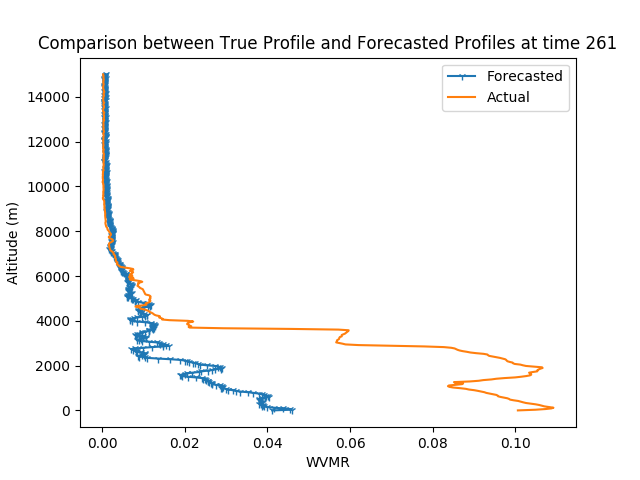 Comparison between True Profile and Forecasted Profiles at time 261
Forecasted
Actual
14000
12000
10000
8000
6000
4000
2000
0
Altitude (m)
0.00 0.02 0.04 0.06 0.08 0.10
WVMR